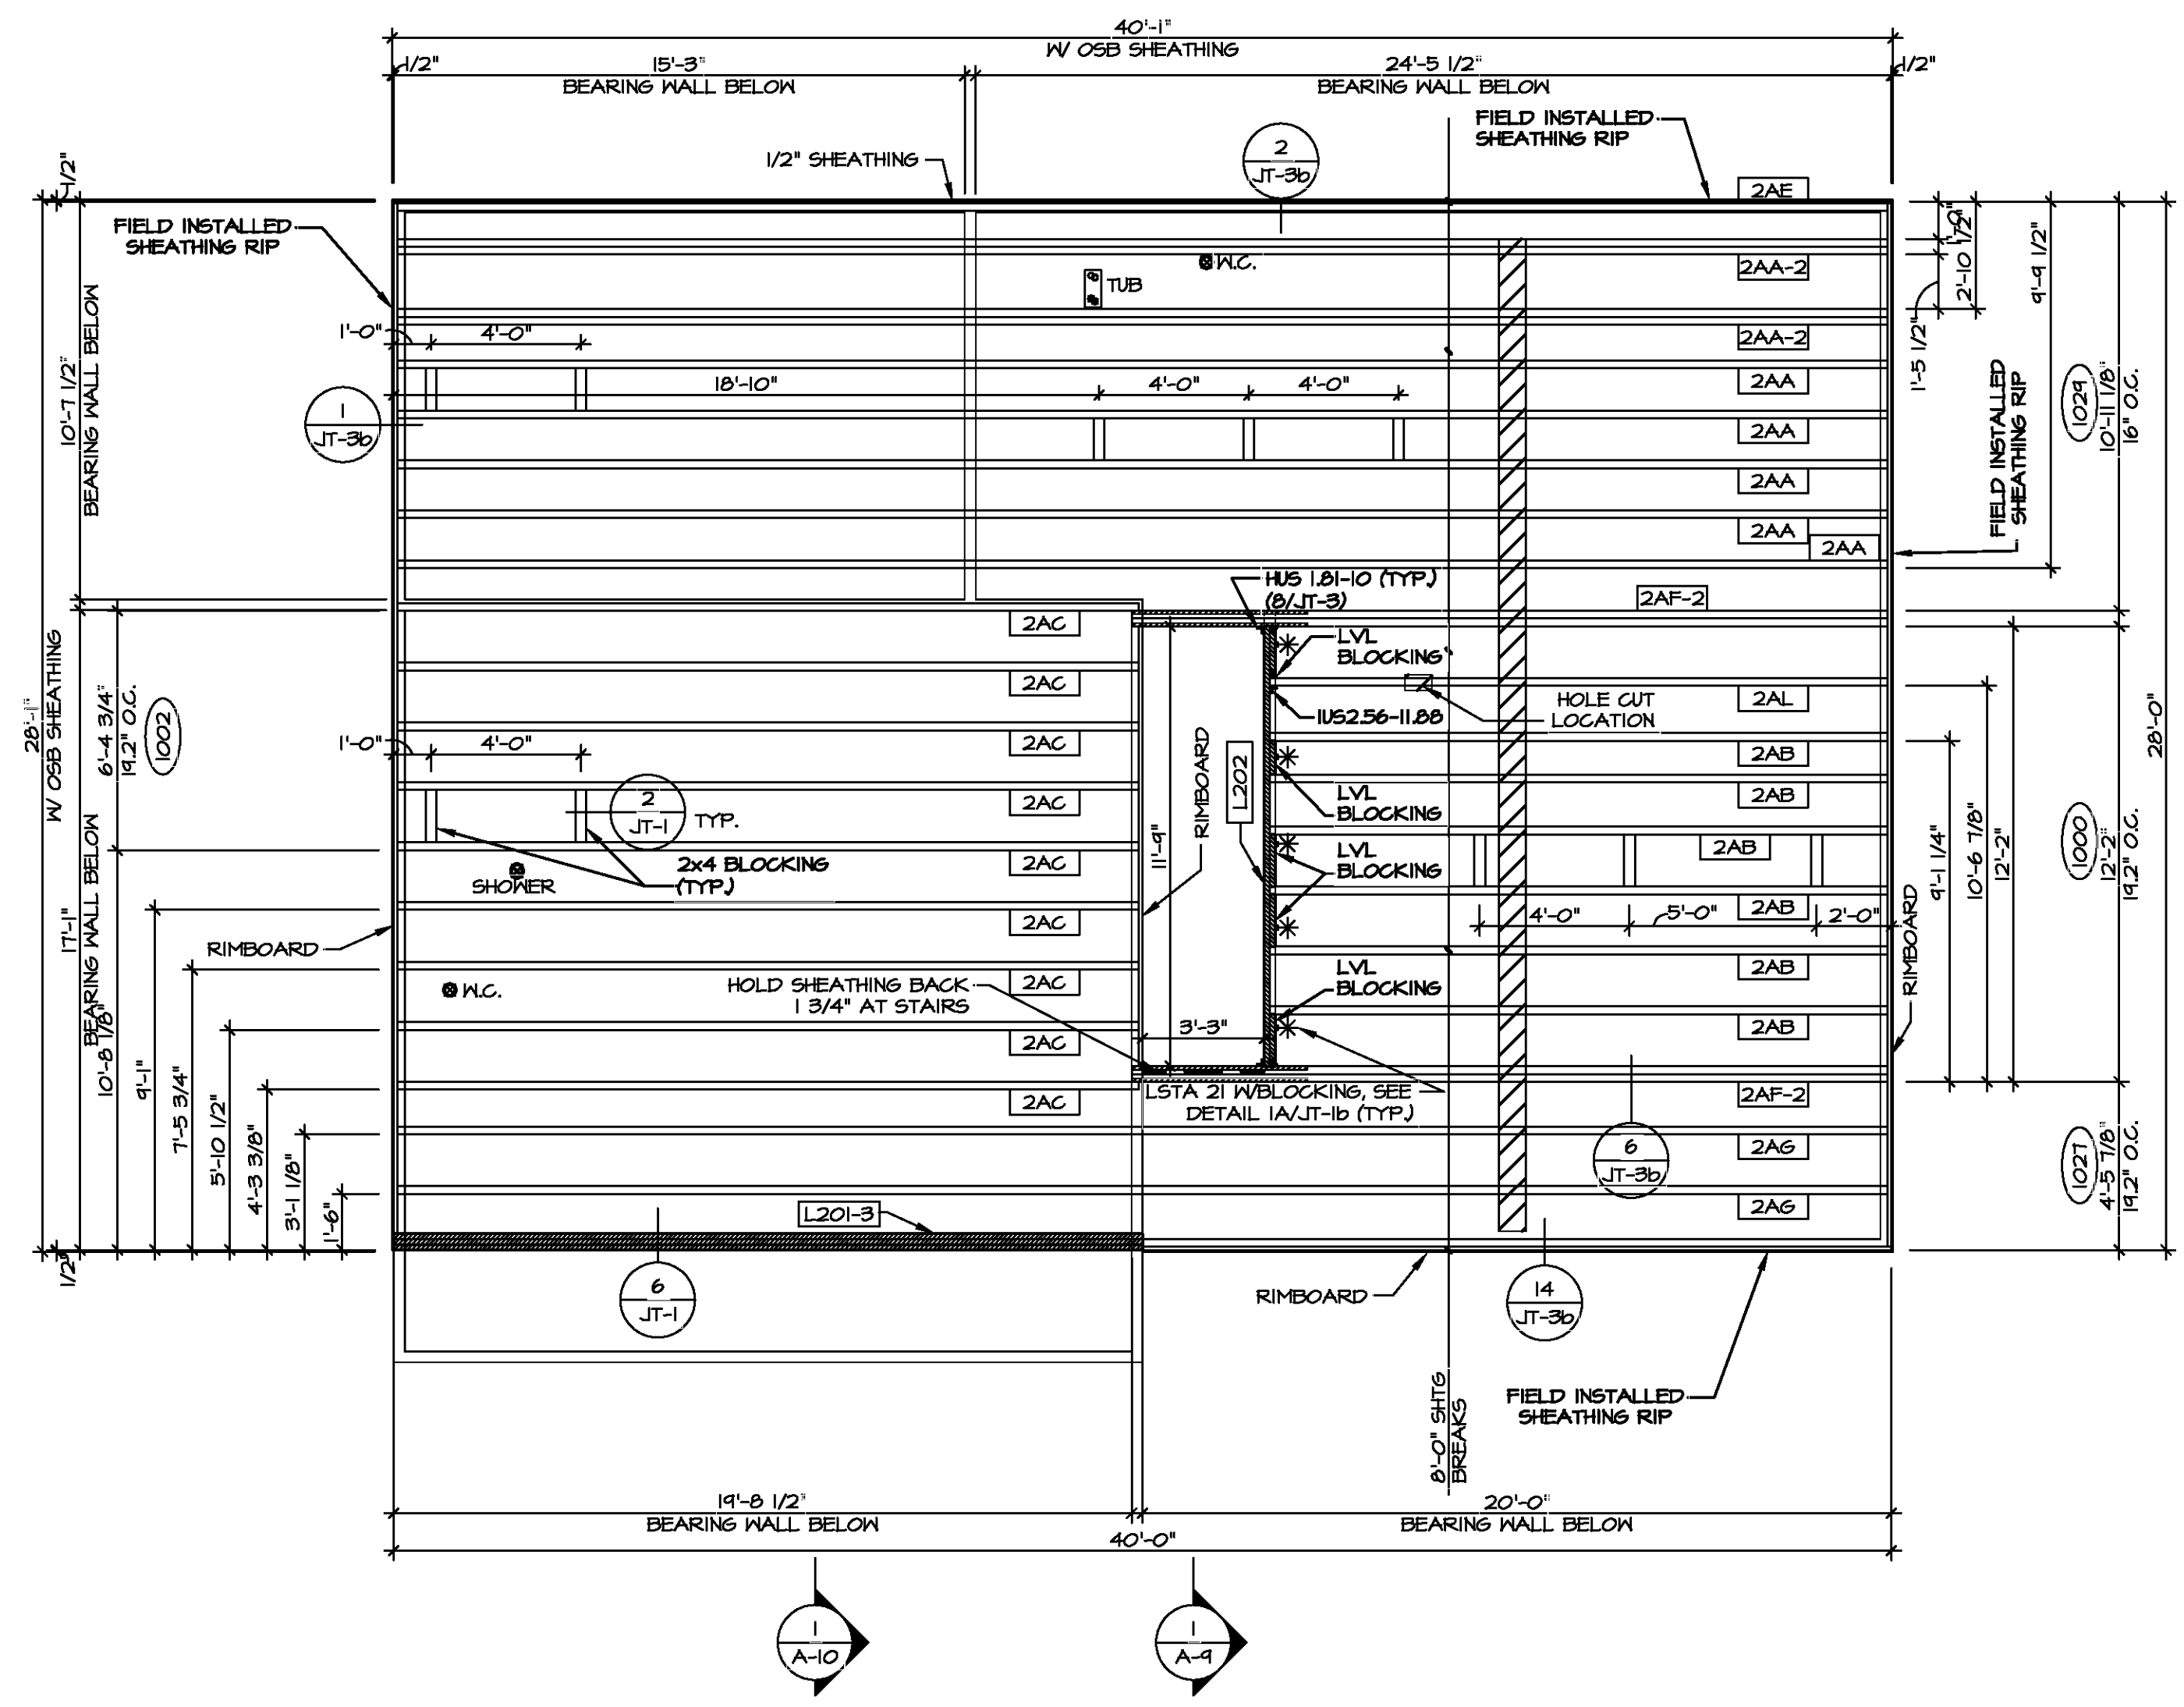 40'-1"
W/ OSB SHEATHING
1/2"
15'-3"
BEARING WALL BELOW
24'-5 1/2"
BEARING WALL BELOW
1/2"
FIELD INSTALLED
SHEATHING RIP
1/2" SHEATHING
2
JT-3b
2AE
1/2"
FIELD INSTALLED
SHEATHING RIP
W.C.
TUB
2AA-2
2AA-2
1'-0"
4'-0"
18'-10"
4'-0"
4'-0"
2AA
1
JT-3b
2AA
2AA
2AA
2AA
2'-10 1/2"
1'-5 1/2"
9'-9 1/2"
FIELD INSTALLED
SHEATHING RIP
1029
10'-11 1/8"
16" O.C.
10'-7 1/2"
BEARING WALL BELOW
HUS 1.81-10 (TYP.)
(8/JT-3)
2AF-2
2AC
LVL
BLOCKING
2AC
HOLE CUT
LOCATION
2AL
IUS2.56-11.88
28'-1"
W/ OSB SHEATHING
6'-4 3/4"
19.2" O.C.
1002
1'-0"
4'-0"
2AC
2AB
RIMBOARD
L202
2
JT-1
TYP.
2AC
LVL
BLOCKING
2AB
11'-9"
2x4 BLOCKING
(TYP.)
SHOWER
2AC
LVL
BLOCKING
2AB
2AC
2AB
4'-0"
5'-0"
2'-0"
RIMBOARD
9'-1 1/4"
10'-6 7/8"
12'-2"
1000
12'-2"
19.2" O.C.
28'-0"
17'-1"
BEARING WALL BELOW
RIMBOARD
W.C.
HOLD SHEATHING BACK
1 3/4" AT STAIRS
2AC
LVL
BLOCKING
2AB
3'-3"
2AC
2AB
10'-8 1/8"
9'-1"
7'-5 3/4"
5'-10 1/2"
4'-3 3/8"
3'-1 1/8"
1'-6"
2AC
LSTA 21 W/BLOCKING, SEE
DETAIL 1A/JT-1b (TYP.)
2AF-2
2AG
6
JT-3b
2AG
1027
4'-5 7/8"
19.2" O.C.
L201-3
1/2"
6
JT-1
RIMBOARD
14
JT-3b
8'-0" SHTG
BREAKS
FIELD INSTALLED
SHEATHING RIP
19'-8 1/2"
BEARING WALL BELOW
20'-0"
BEARING WALL BELOW
40'-0"
1
A-10
1
A-9